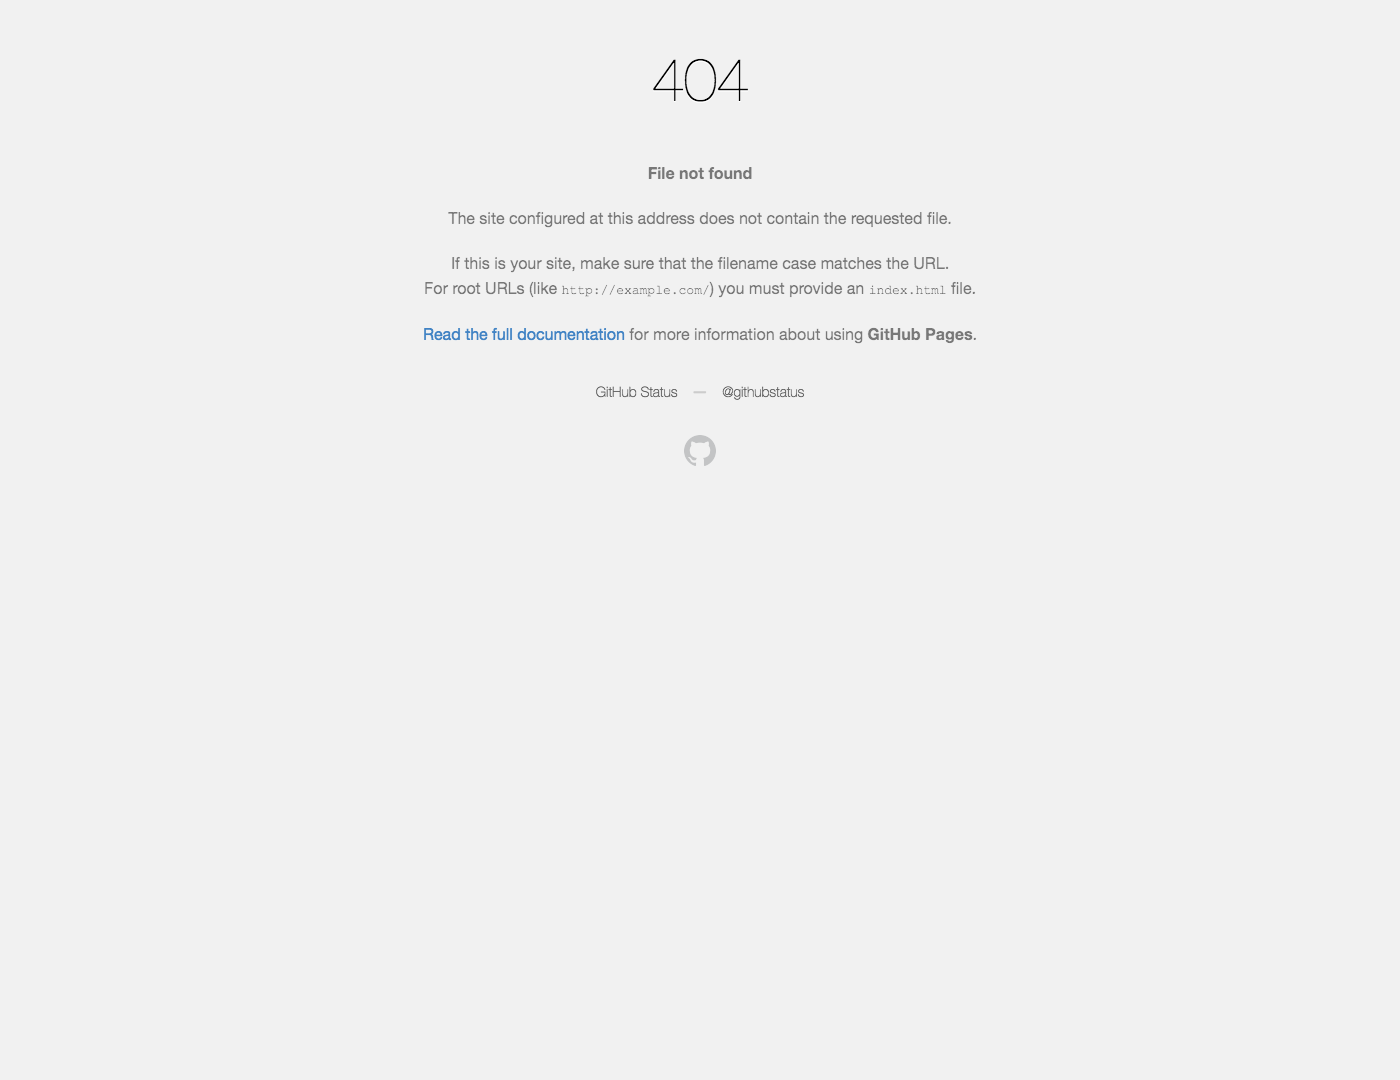 404
File not found
The site configured at this address does not contain the requested file.
If this is your site, make sure that the filename case matches the URL.
For root URLs (like http://example.com/) you must provide an index.html file.
Read the full documentation for more information about using GitHub Pages.
GitHub Status — @githubstatus